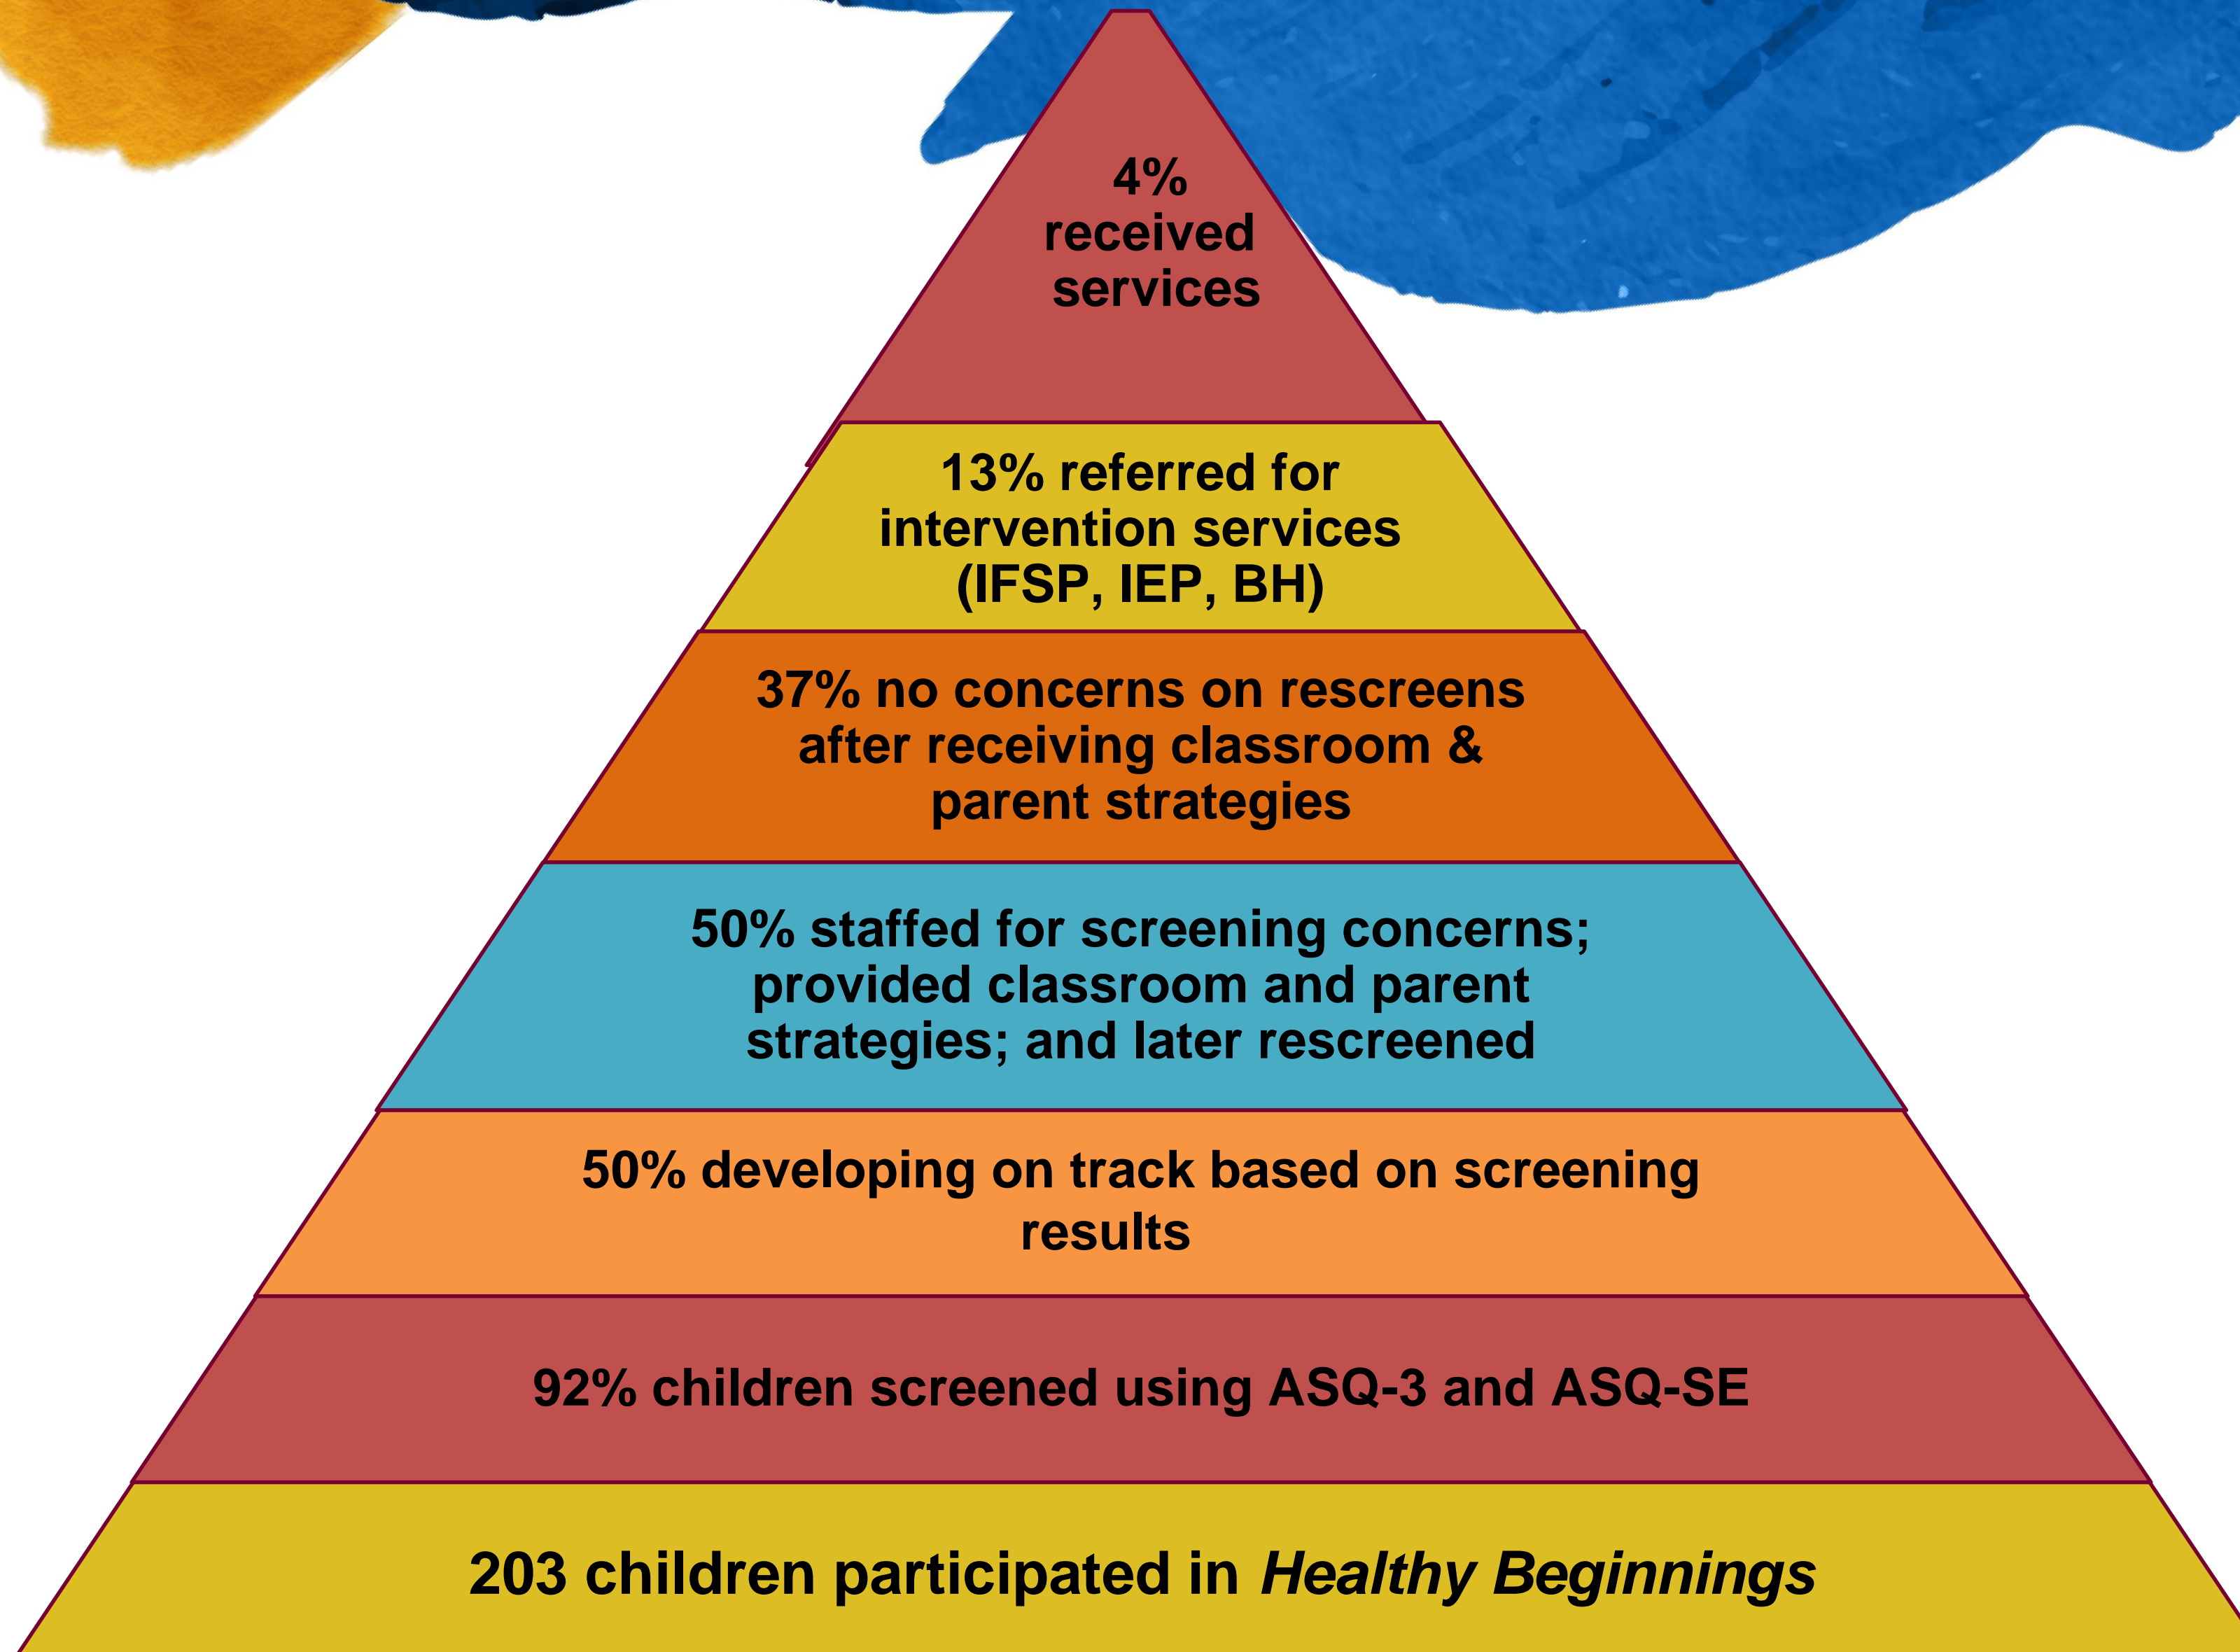 4%
received
services
13% referred for
intervention services
(IFSP, IEP, BH)
37% no concerns on rescreens
after receiving classroom &
parent strategies
50% staffed for screening concerns;
provided classroom and parent
strategies; and later rescreened
50% developing on track based on screening
results
92% children screened using ASQ-3 and ASQ-SE
203 children participated in Healthy Beginnings